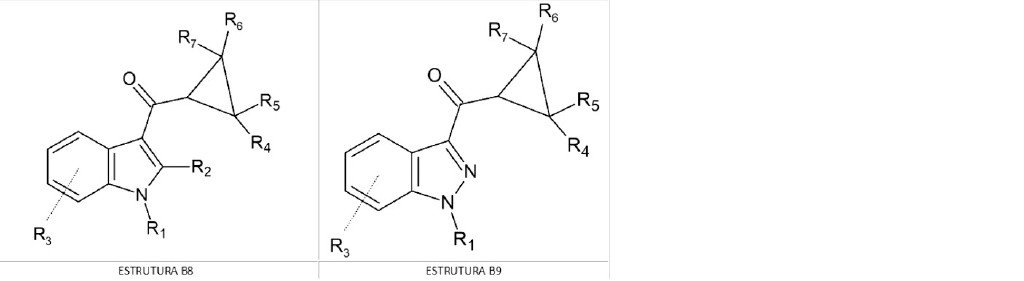 R6
R7
O
R5
R4
R2
N
R1
R3
ESTRUTURA B8
R6
R7
O
R5
R4
N
N
R1
R3
ESTRUTURA B9